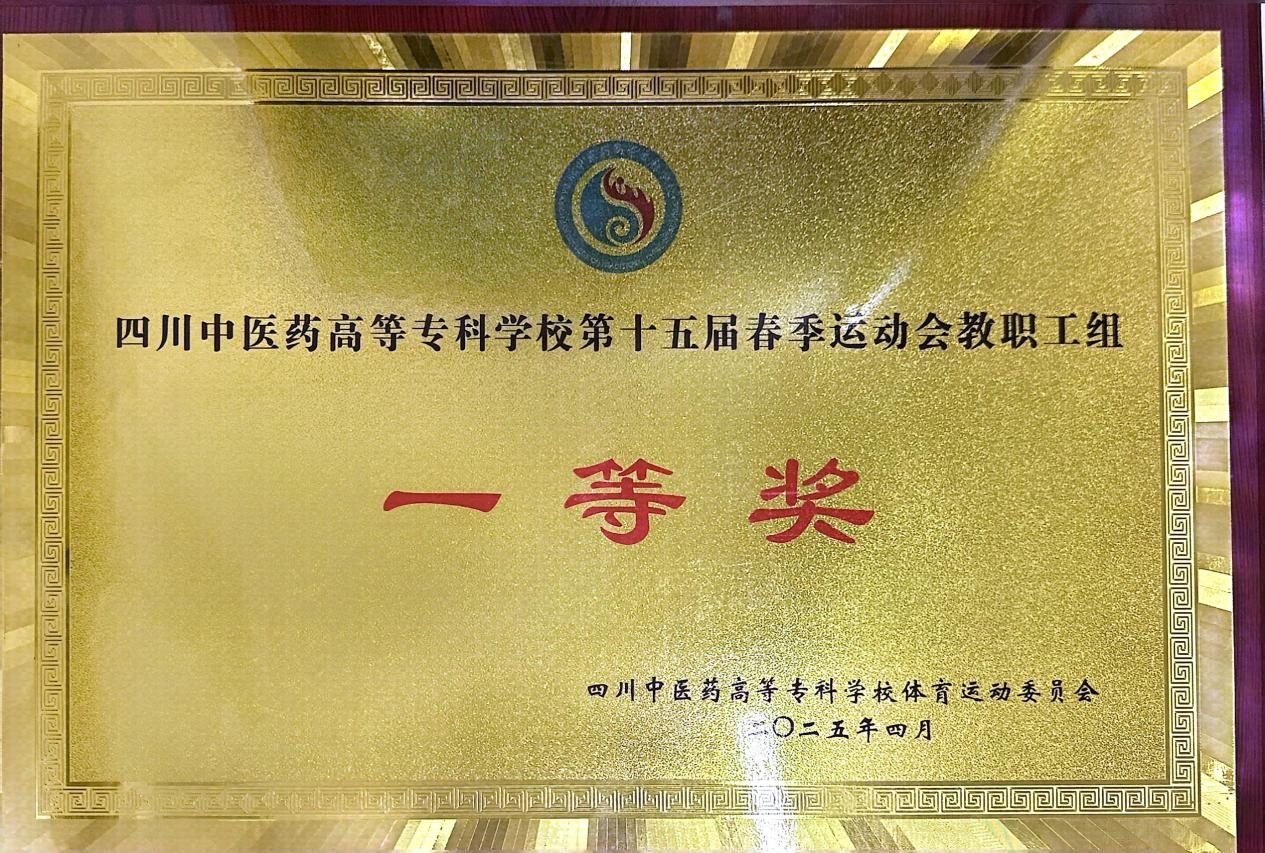 四川中医药高等专科学校第十五届春季运动会教职工组
一等奖
四川中医药高等专科学校体育运动委员会
二〇二五年四月